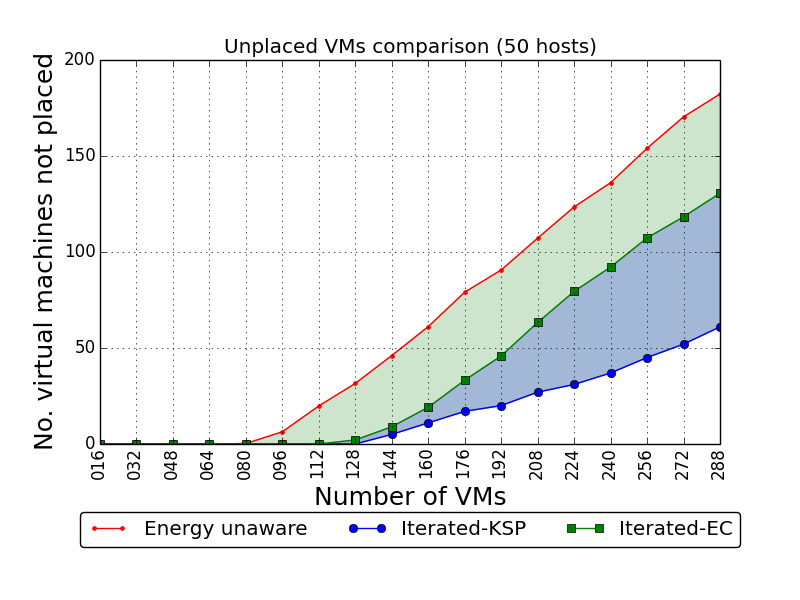 Unplaced VMs comparison (50 hosts)
No. virtual machines not placed
200
150
100
50
0
016 032 048 064 080 096 112 128 144 160 176 192 208 224 240 256 272 288
Number of VMs
Energy unaware Iterated-KSP Iterated-EC